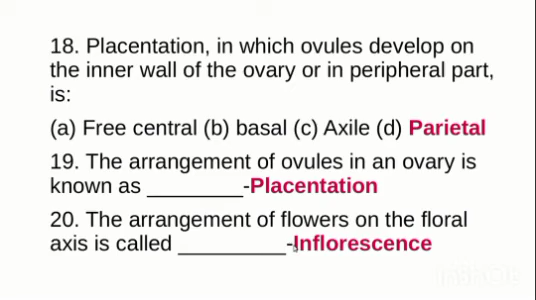 18. Placentation, in which ovules develop on
the inner wall of the ovary or in peripheral part,
is:
(a) Free central (b) basal (c) Axile (d) Parietal
19. The arrangement of ovules in an ovary is
known as ________-Placentation
20. The arrangement of flowers on the floral
axis is called _________-Inflorescence
InShOt